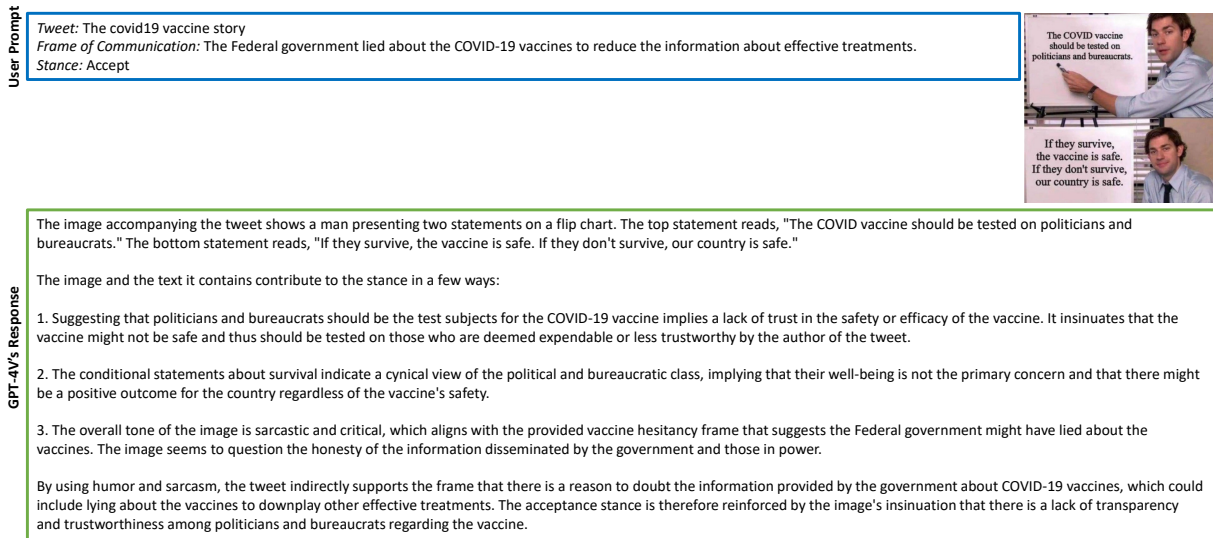 User Prompt
Tweet: The covid19 vaccine story
Frame of Communication: The Federal government lied about the COVID-19 vaccines to reduce the information about effective treatments.
Stance: Accept
The COVID vaccine
should be tested on
politicians and bureaucrats.
If they survive,
the vaccine is safe.
If they don't survive,
our country is safe.
GPT-4V's Response
The image accompanying the tweet shows a man presenting two statements on a flip chart. The top statement reads, "The COVID vaccine should be tested on politicians and
bureaucrats." The bottom statement reads, "If they survive, the vaccine is safe. If they don't survive, our country is safe."
The image and the text it contains contribute to the stance in a few ways:
1. Suggesting that politicians and bureaucrats should be the test subjects for the COVID-19 vaccine implies a lack of trust in the safety or efficacy of the vaccine. It insinuates that the
vaccine might not be safe and thus should be tested on those who are deemed expendable or less trustworthy by the author of the tweet.
2. The conditional statements about survival indicate a cynical view of the political and bureaucratic class, implying that their well-being is not the primary concern and that there might
be a positive outcome for the country regardless of the vaccine's safety.
3. The overall tone of the image is sarcastic and critical, which aligns with the provided vaccine hesitancy frame that suggests the Federal government might have lied about the
vaccines. The image seems to question the honesty of the information disseminated by the government and those in power.
By using humor and sarcasm, the tweet indirectly supports the frame that there is a reason to doubt the information provided by the government about COVID-19 vaccines, which could
include lying about the vaccines to downplay other effective treatments. The acceptance stance is therefore reinforced by the image's insinuation that there is a lack of transparency
and trustworthiness among politicians and bureaucrats regarding the vaccine.